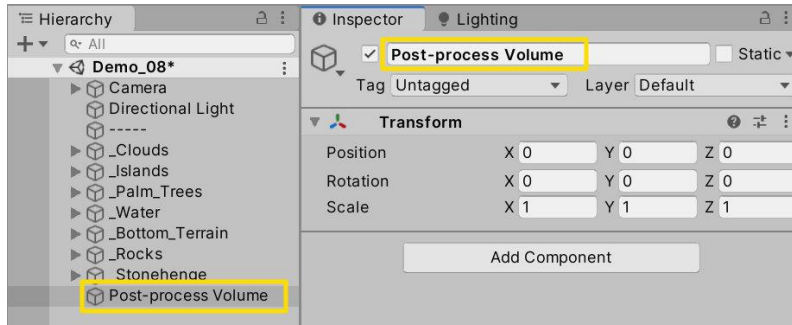 Hierarchy
All
Demo_08*
Camera
Directional Light
-----
_Clouds
_Islands
_Palm_Trees
_Water
_Bottom_Terrain
_Rocks
_Stonehenge
Post-process Volume
Inspector Lighting
Post-process Volume Static
Tag Untagged Layer Default
Transform
Position X 0 Y 0 Z 0
Rotation X 0 Y 0 Z 0
Scale X 1 Y 1 Z 1
Add Component